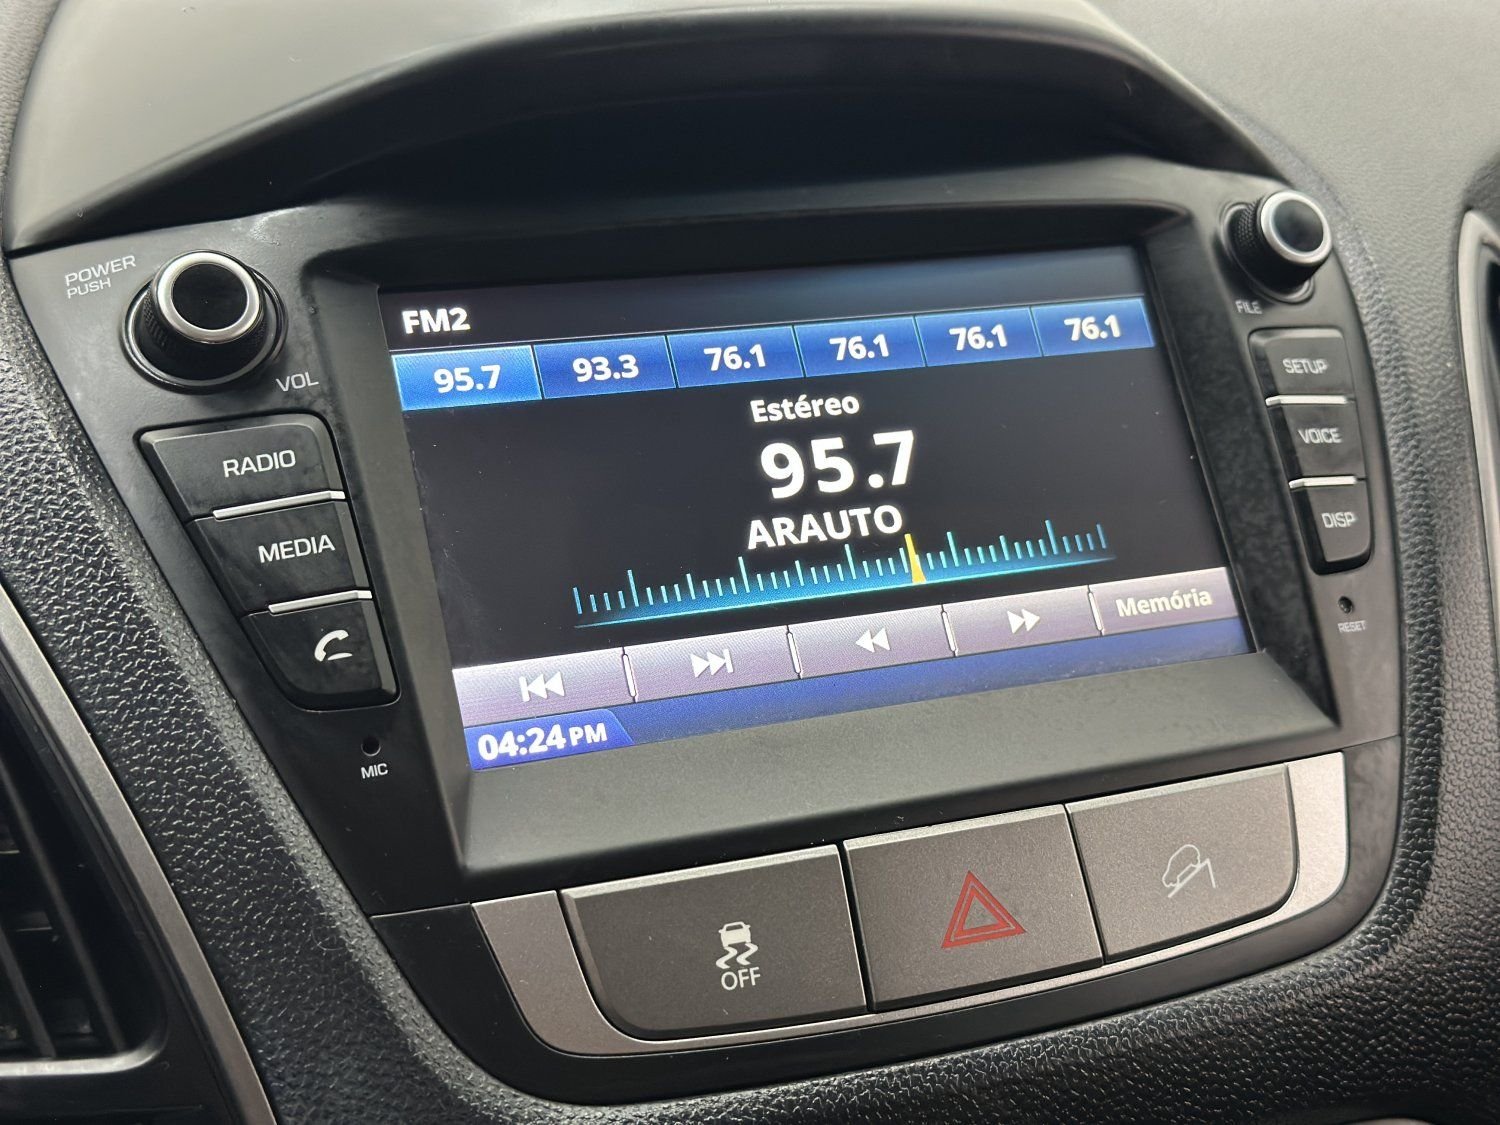 POWER
PUSH
VOL
RADIO
MEDIA
MIC
FM2
95.7 93.3 76.1 76.1 76.1 76.1
Estéreo
95.7
ARAUTO
Memória
04:24 PM
FILE
SETUP
VOICE
DISP
RESET
OFF